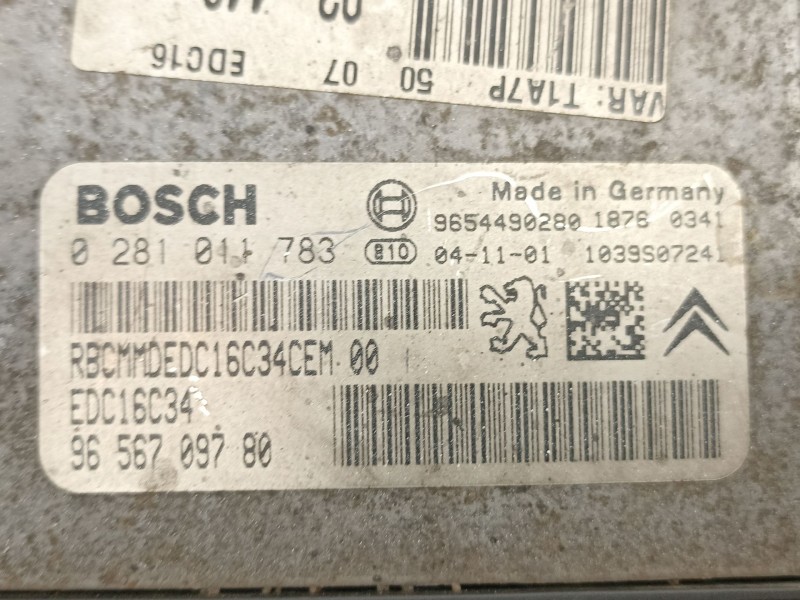 VAR: T1A7P 50 07 EDC16
BOSCH
Made in Germany
9654490280 1876 0341
0 281 011 783 810 04-11-01 1039S07241
RBCMMDEDC16C34CEM 00
EDC16C34
96 567 097 80